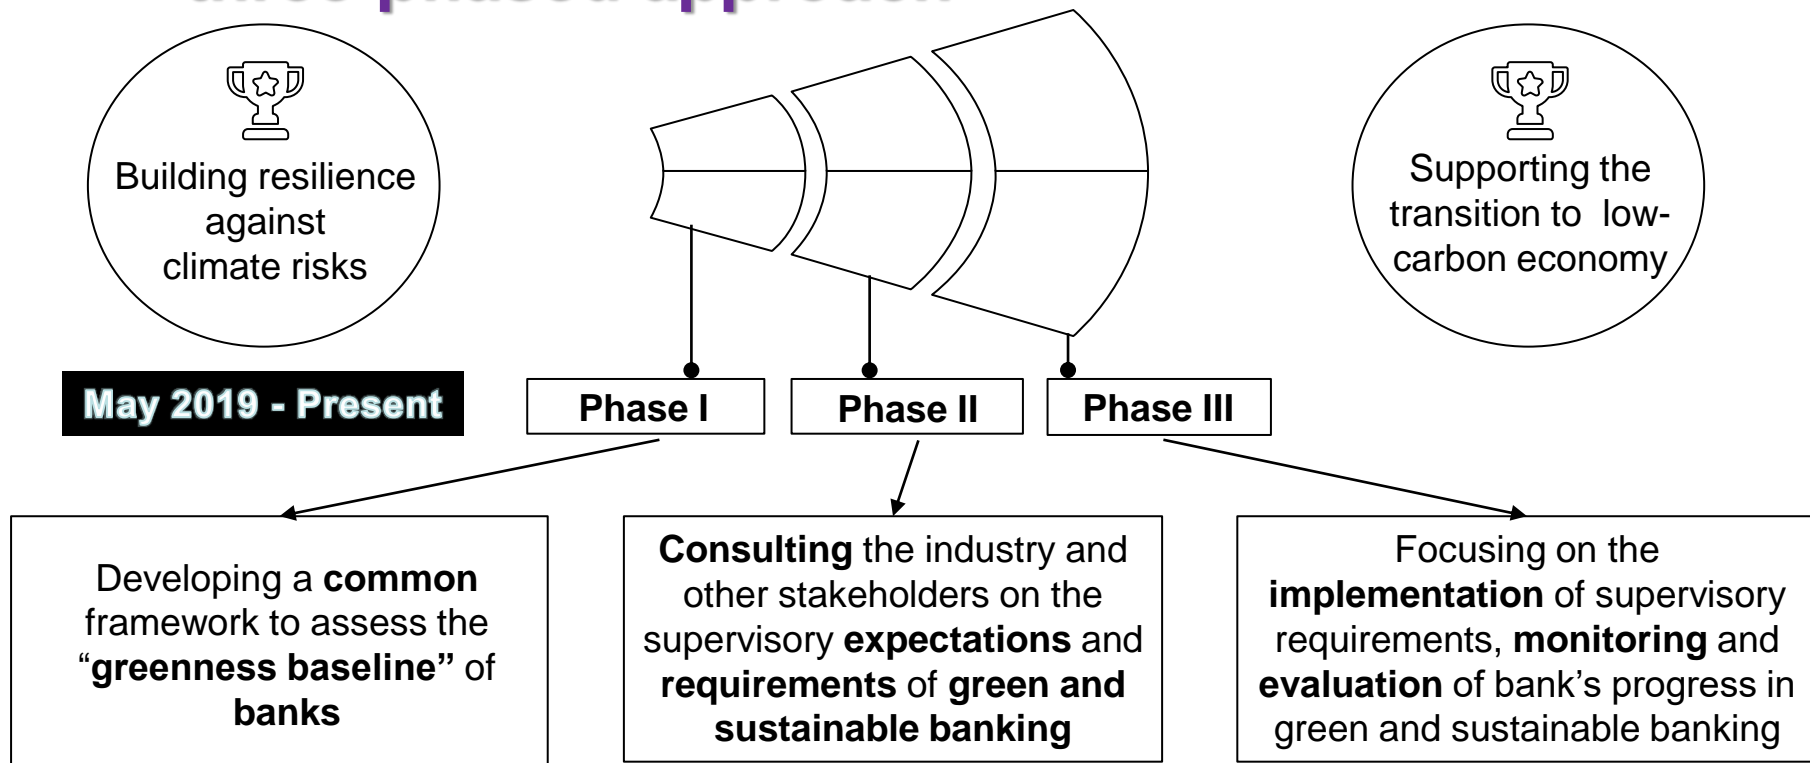 three-phased approach
Building resilience
against
climate risks
Supporting the
transition to  low-
carbon economy
May 2019 - Present
Phase I
Phase II
Phase III
Developing a common
framework to assess the
“greenness baseline” of
banks
Consulting the industry and
other stakeholders on the
supervisory expectations and
requirements of green and
sustainable banking
Focusing on the
implementation of supervisory
requirements, monitoring and
evaluation of bank’s progress in
green and sustainable banking